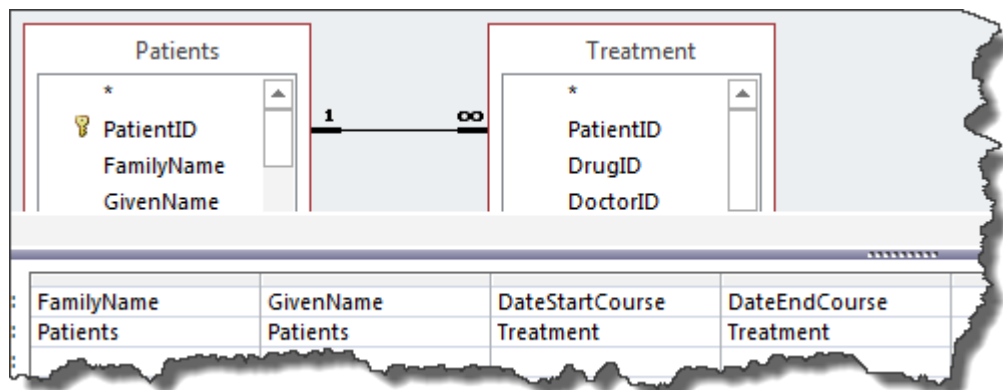 Patients
*
PatientID
FamilyName
GivenName
1 ∞
Treatment
*
PatientID
DrugID
DoctorID
: FamilyName GivenName DateStartCourse DateEndCourse
: Patients Patients Treatment Treatment
: